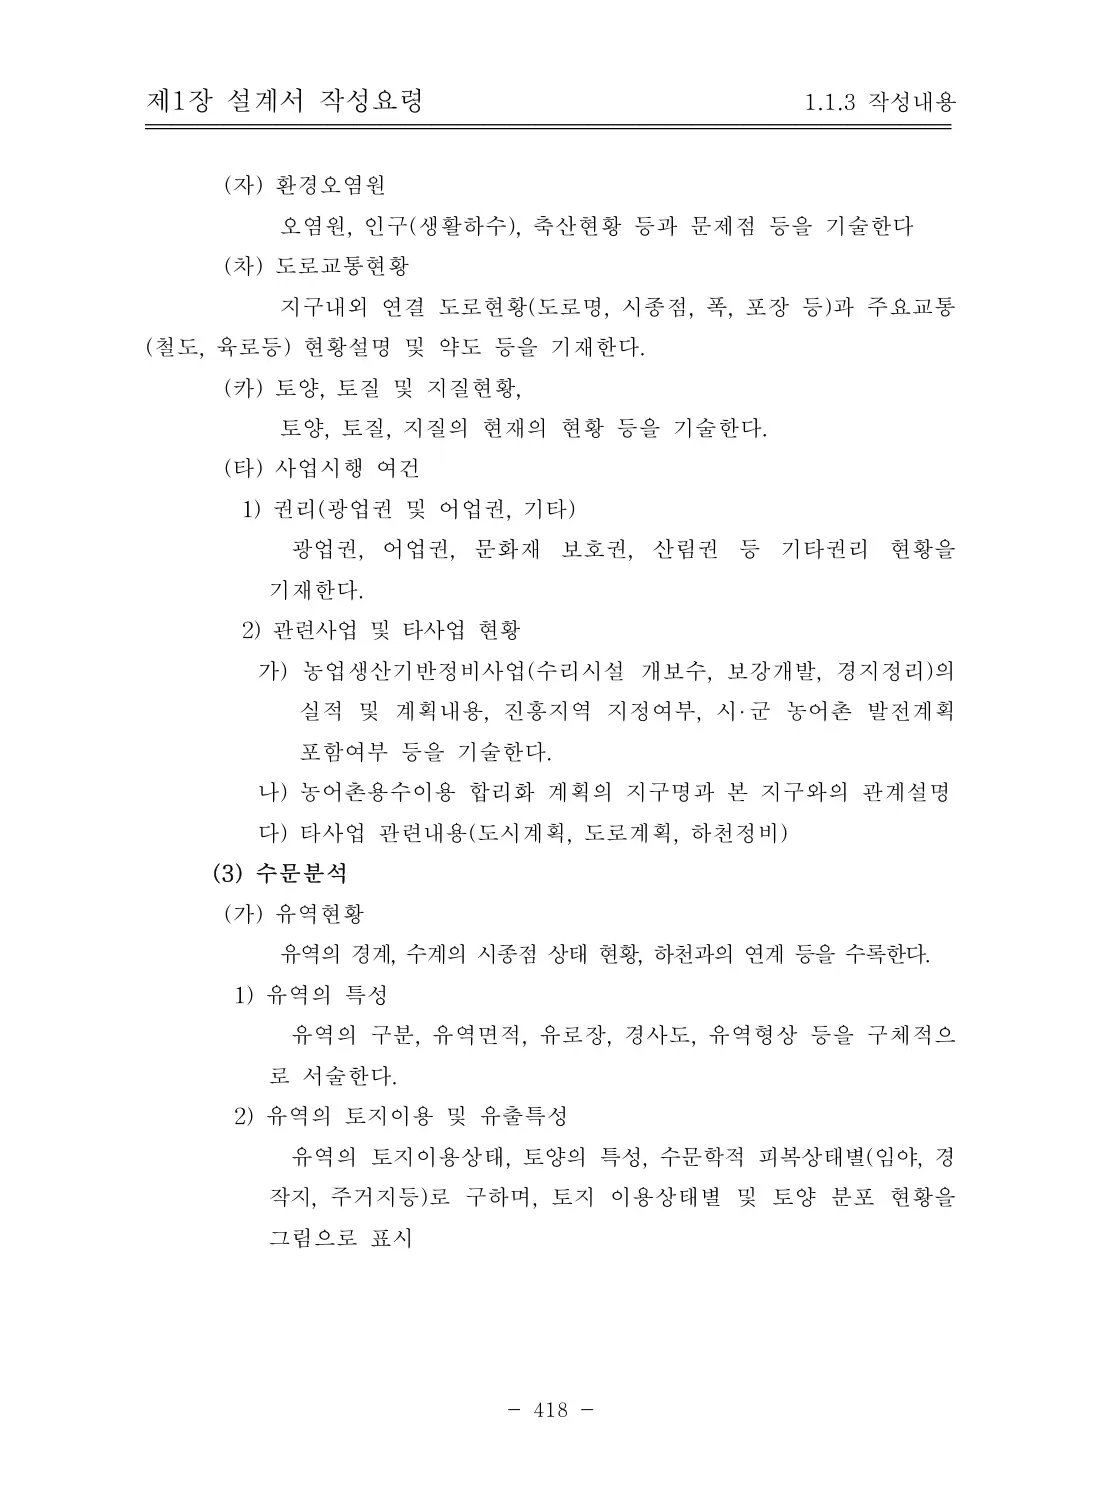 제1장 설계서 작성요령
1.1.3 작성내용
(자) 환경오염원
오염원, 인구(생활하수), 축산현황 등과 문제점 등을 기술한다
(차) 도로교통현황
지구내외 연결 도로현황(도로명, 시종점, 폭, 포장 등)과 주요교통
(철도, 육로등) 현황설명 및 약도 등을 기재한다.
(카) 토양, 토질 및 지질현황,
토양, 토질, 지질의 현재의 현황 등을 기술한다.
(타) 사업시행 여건
1) 권리(광업권 및 어업권, 기타)
광업권, 어업권, 문화재 보호권, 산림권 등 기타권리 현황을
기재한다.
2) 관련사업 및 타사업 현황
가) 농업생산기반정비사업(수리시설 개보수, 보강개발, 경지정리)의
실적 및 계획내용, 진흥지역 지정여부, 시·군 농어촌 발전계획
포함여부 등을 기술한다.
나) 농어촌용수이용 합리화 계획의 지구명과 본 지구와의 관계설명
다) 타사업 관련내용(도시계획, 도로계획, 하천정비)
(3) 수문분석
(가) 유역현황
유역의 경계, 수계의 시종점 상태 현황, 하천과의 연계 등을 수록한다.
1) 유역의 특성
유역의 구분, 유역면적, 유로장, 경사도, 유역형상 등을 구체적으
로 서술한다.
2) 유역의 토지이용 및 유출특성
유역의 토지이용상태, 토양의 특성, 수문학적 피복상태별(임야, 경
작지, 주거지등)로 구하며, 토지 이용상태별 및 토양 분포 현황을
그림으로 표시
- 418 -